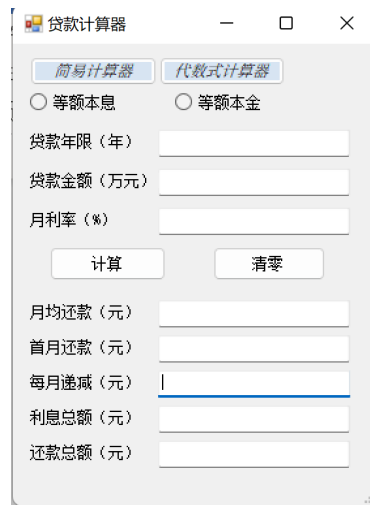 贷款计算器
简易计算器 代数式计算器
等额本息 等额本金
贷款年限（年）
贷款金额（万元）
月利率（%）
计算 清零
月均还款（元）
首月还款（元）
每月递减（元）
利息总额（元）
还款总额（元）